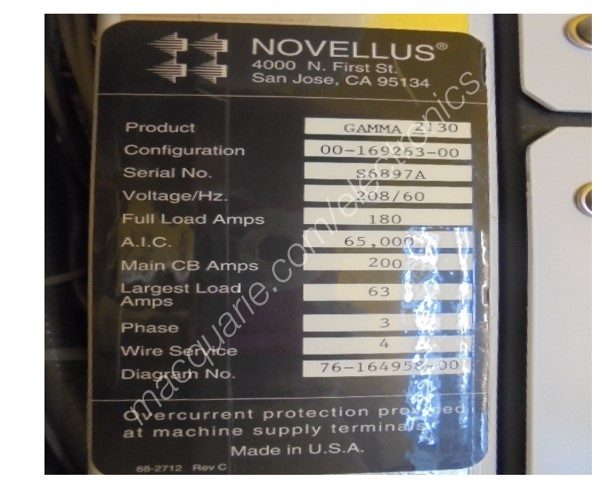 NOVELLUS®
4000 N. First St.
San Jose, CA 95134
Product GAMMA 2130
Configuration 00-169263-00
Serial No. S6897A
Voltage/Hz. 208/60
Full Load Amps 180
A.I.C. 65,000
Main CB Amps 200
Largest Load
Amps 63
Phase 3
Wire Service 4
Diagram No. 76-164958-00
Overcurrent protection provided
at machine supply terminals
Made in U.S.A.
88-2712 Rev C
macquarie.com/electronics